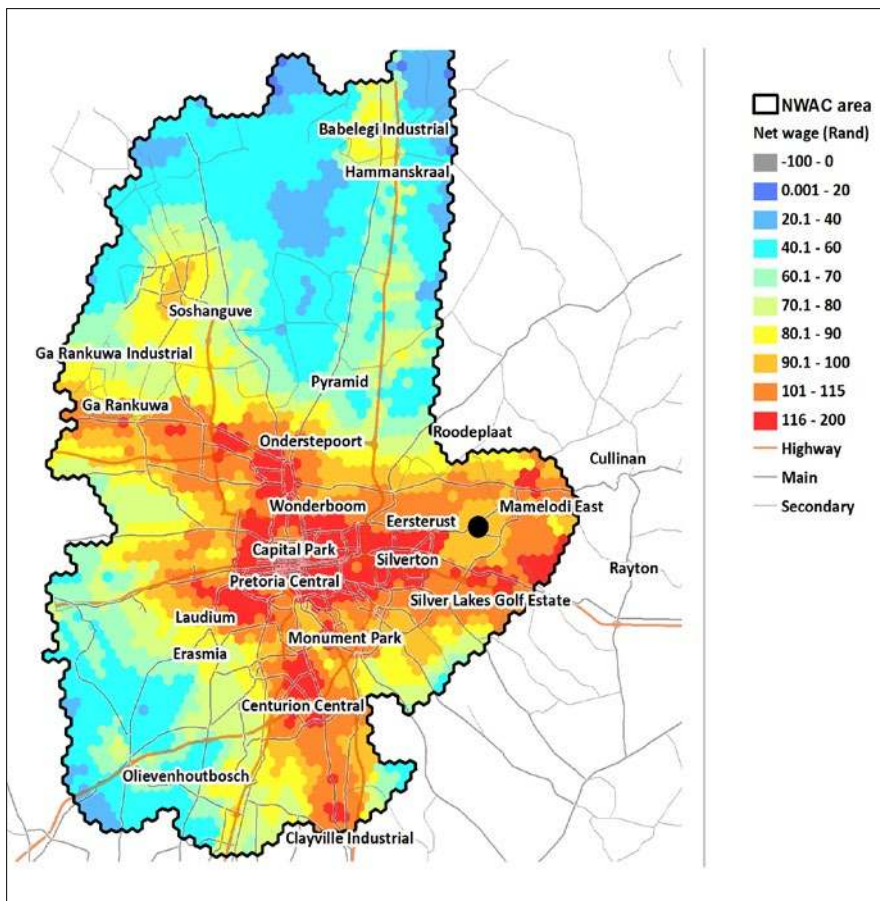 Babelegi Industrial
Hammanskraal
Soshanguve
Ga Rankuwa Industrial
Pyramid
Ga Rankuwa
Onderstepoort
Roodeplaat
Cullinan
Wonderboom
Mamelodi East
Eersterust
Capital Park
Silverton
Rayton
Pretoria Central
Silver Lakes Golf Estate
Laudium
Monument Park
Erasmia
Centurion Central
Olievenhoutbosch
Clayville Industrial
NWAC area
Net wage (Rand)
-100 - 0
0.001 - 20
20.1 - 40
40.1 - 60
60.1 - 70
70.1 - 80
80.1 - 90
90.1 - 100
101 - 115
116 - 200
Highway
Main
Secondary